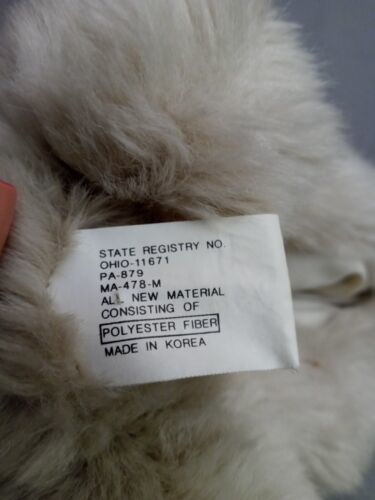 STATE REGISTRY NO.
OHIO-11671
PA-879
MA-478-M
ALL NEW MATERIAL
CONSISTING OF
POLYESTER FIBER
MADE IN KOREA